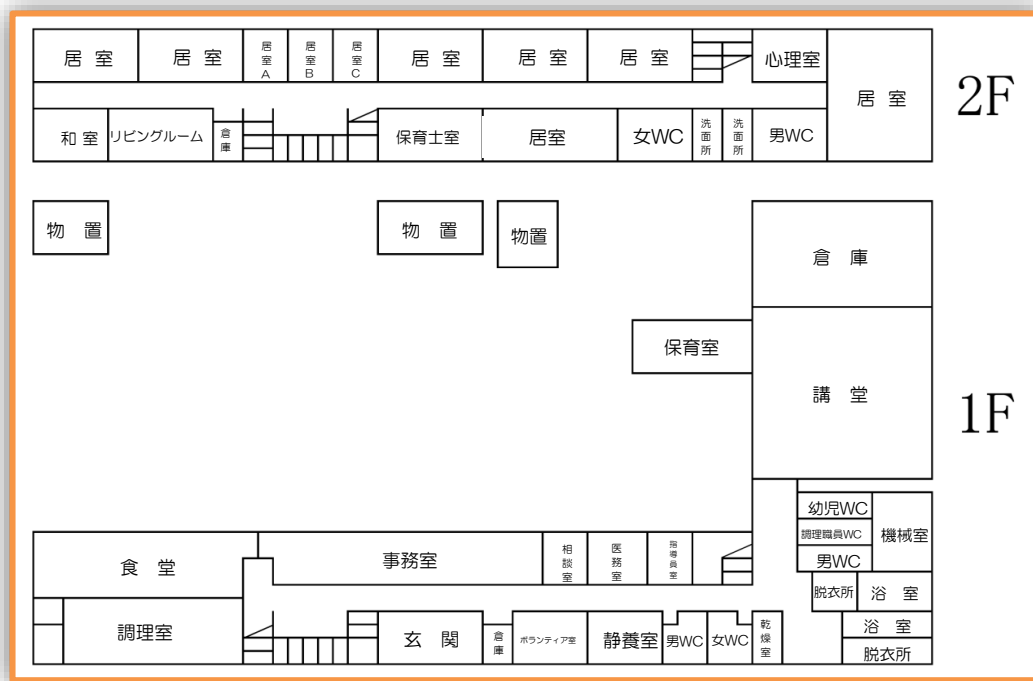 居 室
居 室
居室A
居室B
居室C
居 室
居 室
居 室
心理室
居 室
2F
和 室
リビングルーム
倉庫
保育士室
居室
女WC
洗面所
洗面所
男WC
物 置
物 置
物置
倉 庫
保育室
講 堂
1F
幼児WC
調理職員WC
機械室
男WC
食 堂
事務室
相談室
医務室
指導員室
脱衣所
浴 室
調理室
玄 関
倉庫
ボランティア室
静養室
男WC
女WC
乾燥室
浴 室
脱衣所